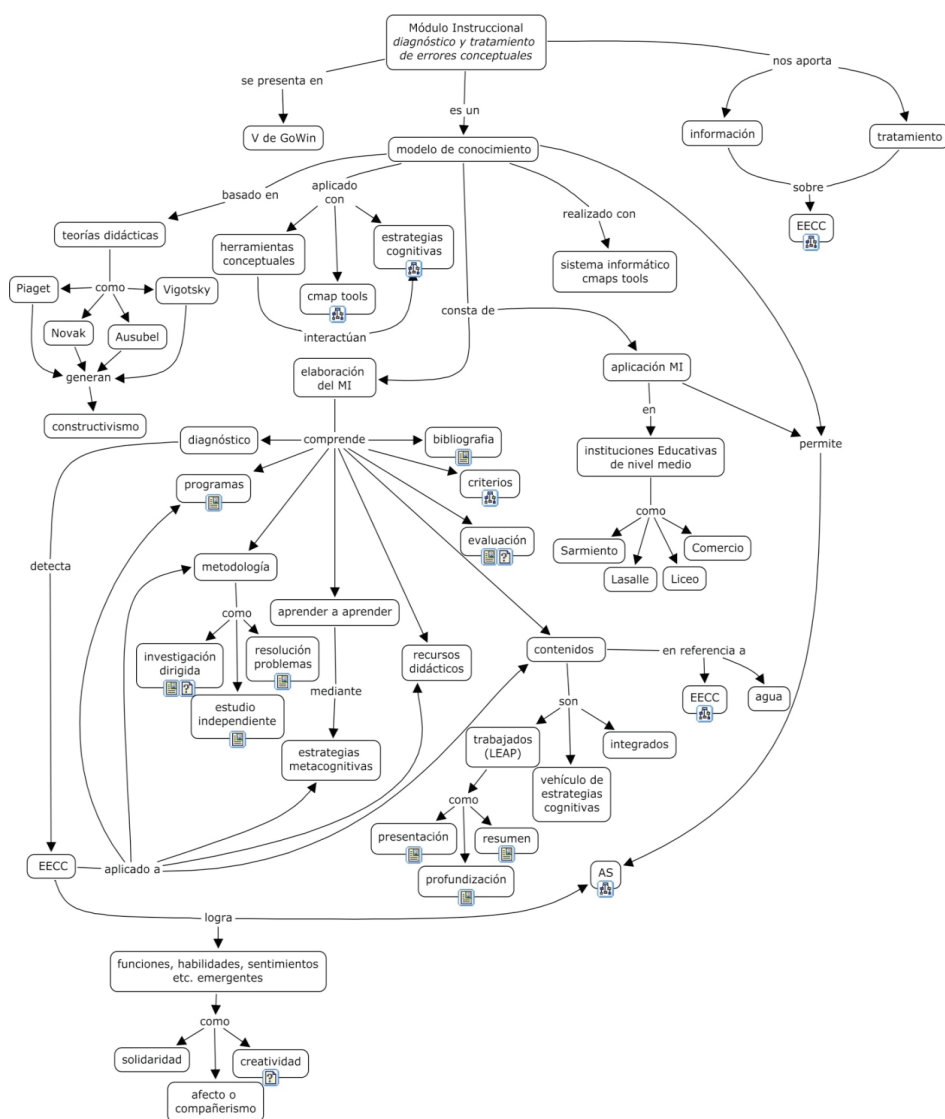 Módulo Instruccional
diagnóstico y tratamiento
de errores conceptuales
se presenta en
nos aporta
es un
V de GoWin
información
tratamiento
modelo de conocimiento
sobre
basado en
aplicado
con
realizado con
EECC
teorías didácticas
herramientas
conceptuales
estrategias
cognitivas
sistema informático
cmaps tools
Piaget
como
Vigotsky
cmap tools
Novak
Ausubel
interactúan
consta de
generan
elaboración
del MI
aplicación MI
constructivismo
en
diagnóstico
comprende
bibliografia
instituciones Educativas
de nivel medio
permite
programas
criterios
como
evaluación
Sarmiento
Comercio
Lasalle
Liceo
detecta
metodología
aprender a aprender
como
investigación
dirigida
resolución
problemas
recursos
didácticos
contenidos
en referencia a
mediante
EECC
agua
estudio
independiente
son
estrategias
metacognitivas
trabajados
(LEAP)
integrados
vehículo de
estrategias
cognitivas
como
presentación
resumen
profundización
EECC
aplicado a
AS
logra
funciones, habilidades, sentimientos
etc. emergentes
como
solidaridad
creatividad
afecto o
compañerismo